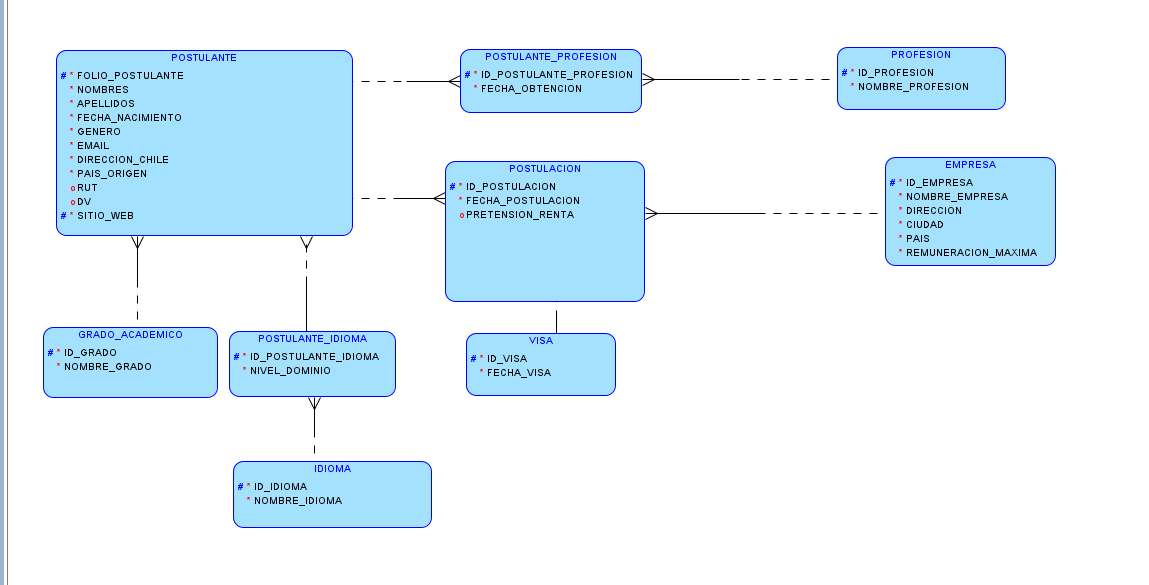 POSTULANTE
#* FOLIO_POSTULANTE
* NOMBRES
* APELLIDOS
* FECHA_NACIMIENTO
* GENERO
* EMAIL
* DIRECCION_CHILE
* PAIS_ORIGEN
o RUT
o DV
#* SITIO_WEB
POSTULANTE_PROFESION
#* ID_POSTULANTE_PROFESION
* FECHA_OBTENCION
PROFESION
#* ID_PROFESION
* NOMBRE_PROFESION
POSTULACION
#* ID_POSTULACION
* FECHA_POSTULACION
o PRETENSION_RENTA
EMPRESA
#* ID_EMPRESA
* NOMBRE_EMPRESA
* DIRECCION
* CIUDAD
* PAIS
* REMUNERACION_MAXIMA
GRADO_ACADEMICO
#* ID_GRADO
* NOMBRE_GRADO
POSTULANTE_IDIOMA
#* ID_POSTULANTE_IDIOMA
* NIVEL_DOMINIO
VISA
#* ID_VISA
* FECHA_VISA
IDIOMA
#* ID_IDIOMA
* NOMBRE_IDIOMA